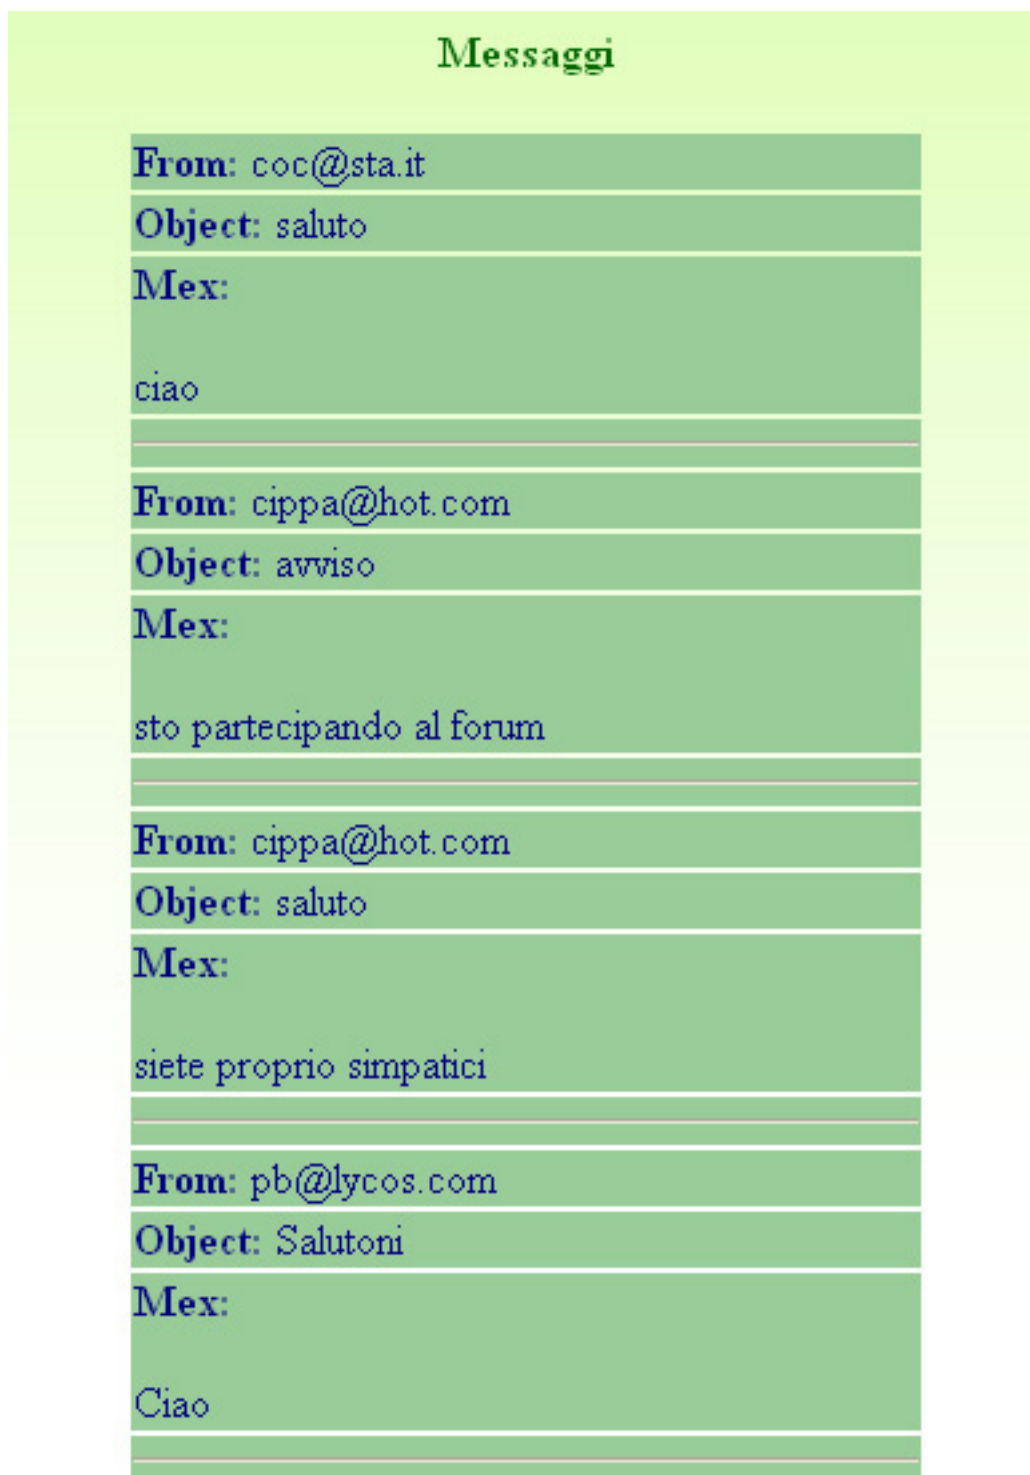 Messaggi
From: coc@sta.it
Object: saluto
Mex:
ciao
From: cippa@hot.com
Object: avviso
Mex:
sto partecipando al forum
From: cippa@hot.com
Object: saluto
Mex:
siete proprio simpatici
From: pb@lycos.com
Object: Salutoni
Mex:
Ciao